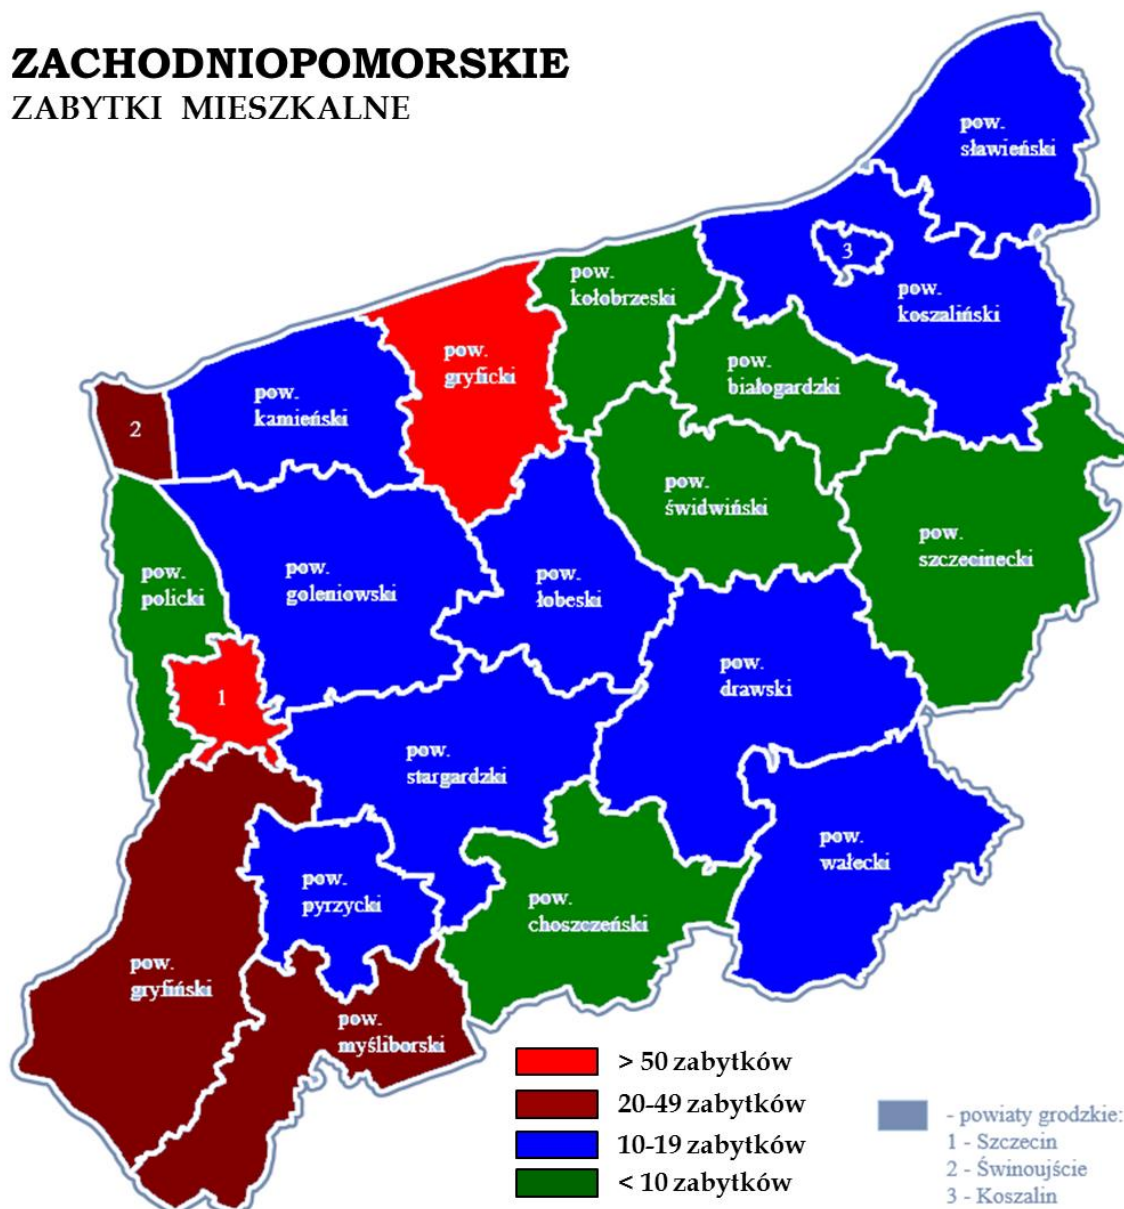 ZACHODNIOPOMORSKIE
ZABYTKI MIESZKALNE
pow.
sławieński
3
pow.
kołobrzeski
pow.
koszaliński
pow.
gryficki
pow.
białogardzki
pow.
kamieński
2
pow.
świdwiński
pow.
szczecinecki
pow.
policki
pow.
goleniowski
pow.
łobeski
1
pow.
drawski
pow.
stargardzki
pow.
wałecki
pow.
pyrzycki
pow.
choszczeński
pow.
gryfiński
pow.
myśliborski
> 50 zabytków
20-49 zabytków
10-19 zabytków
< 10 zabytków
- powiaty grodzkie:
1 - Szczecin
2 - Świnoujście
3 - Koszalin